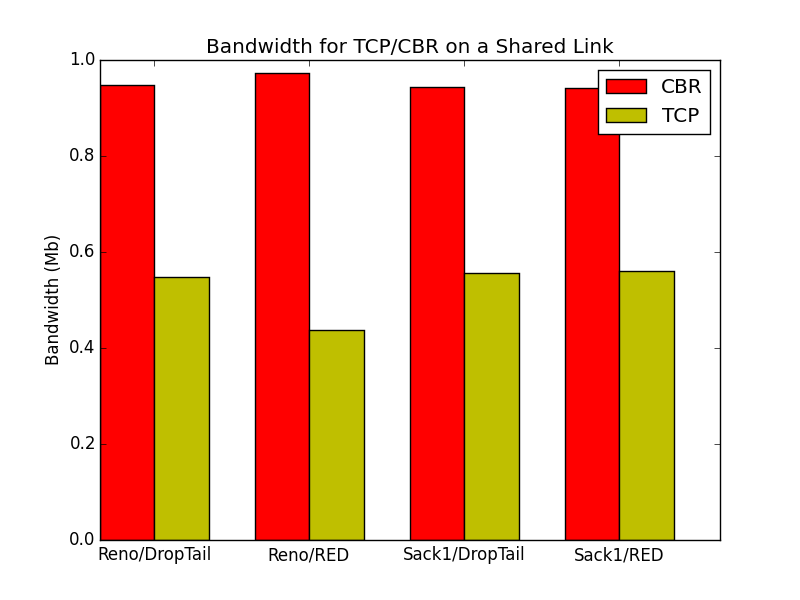 Bandwidth for TCP/CBR on a Shared Link
1.0
0.8
0.6
0.4
0.2
0.0
Bandwidth (Mb)
CBR
TCP
Reno/DropTail Reno/RED Sack1/DropTail Sack1/RED